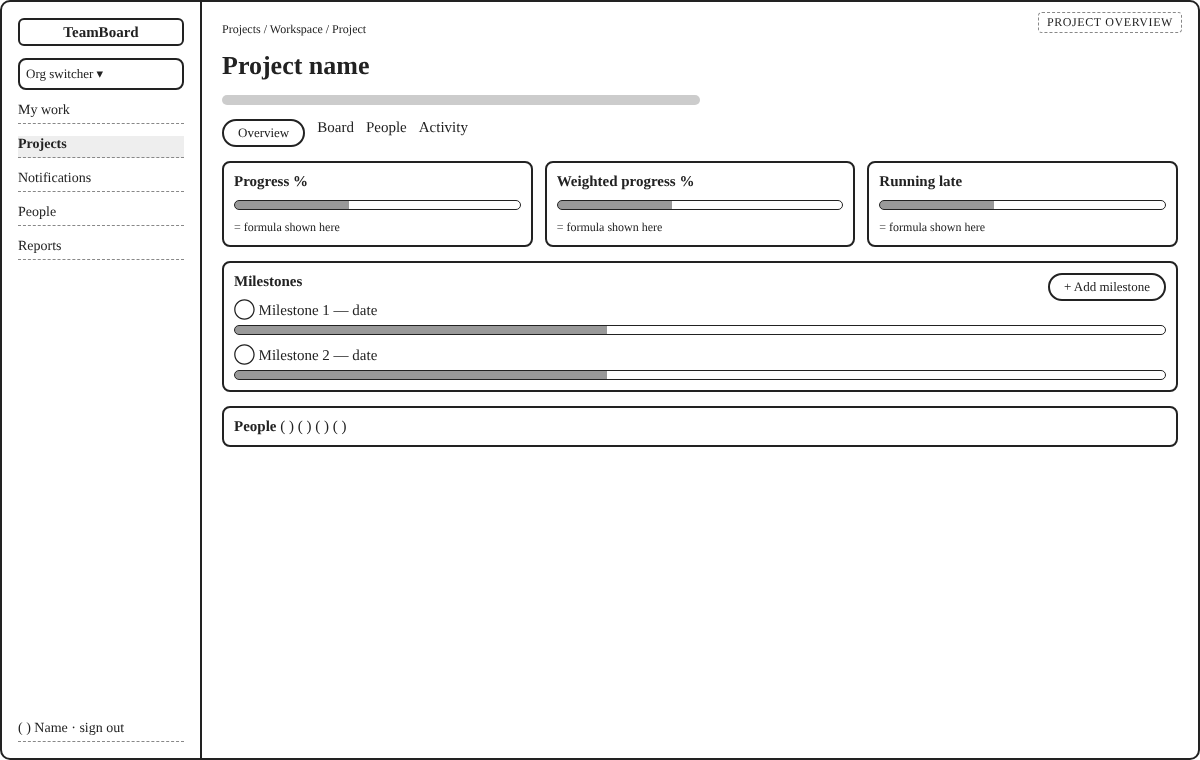 TeamBoard
Org switcher ▾
My work
Projects
Notifications
People
Reports
( ) Name · sign out
PROJECT OVERVIEW
Projects / Workspace / Project
Project name
Overview Board People Activity
Progress %
= formula shown here
Weighted progress %
= formula shown here
Running late
= formula shown here
Milestones
+ Add milestone
◯ Milestone 1 — date
◯ Milestone 2 — date
People ( ) ( ) ( ) ( )